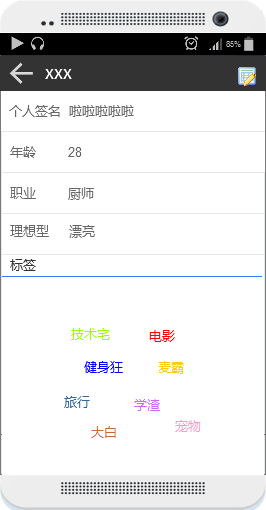 85%
XXX
个人签名 啦啦啦啦啦
年龄 28
职业 厨师
理想型 漂亮
标签
技术宅 电影
健身狂 麦霸
旅行 学渣
大白 宠物